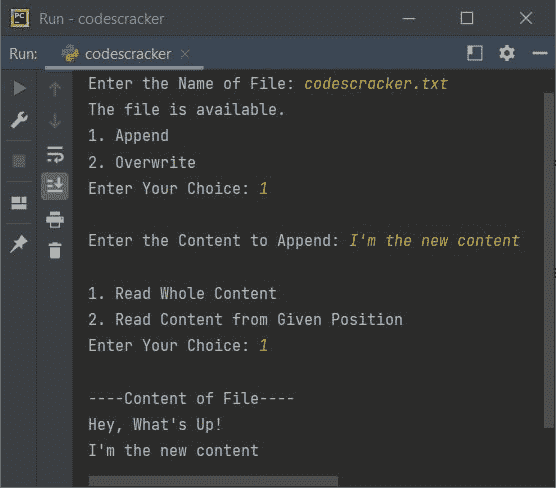 PC
Run - codescracker
Run: codescracker
Enter the Name of File: codescracker.txt
The file is available.
1. Append
2. Overwrite
Enter Your Choice: 1
Enter the Content to Append: I'm the new content
1. Read Whole Content
2. Read Content from Given Position
Enter Your Choice: 1
----Content of File----
Hey, What's Up!
I'm the new content